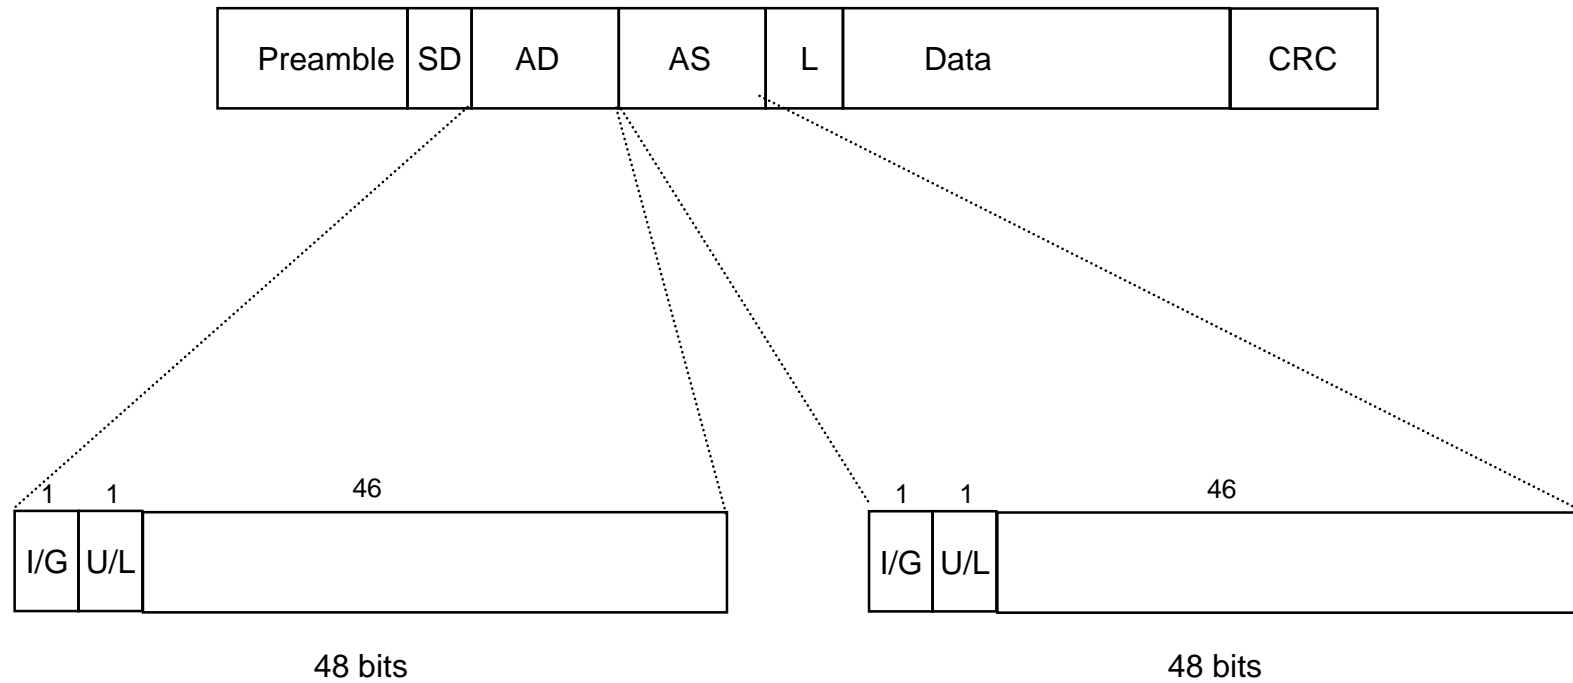 Preamble SD AD AS L Data CRC
1 1 46 1 1 46
I/G U/L I/G U/L
48 bits 48 bits